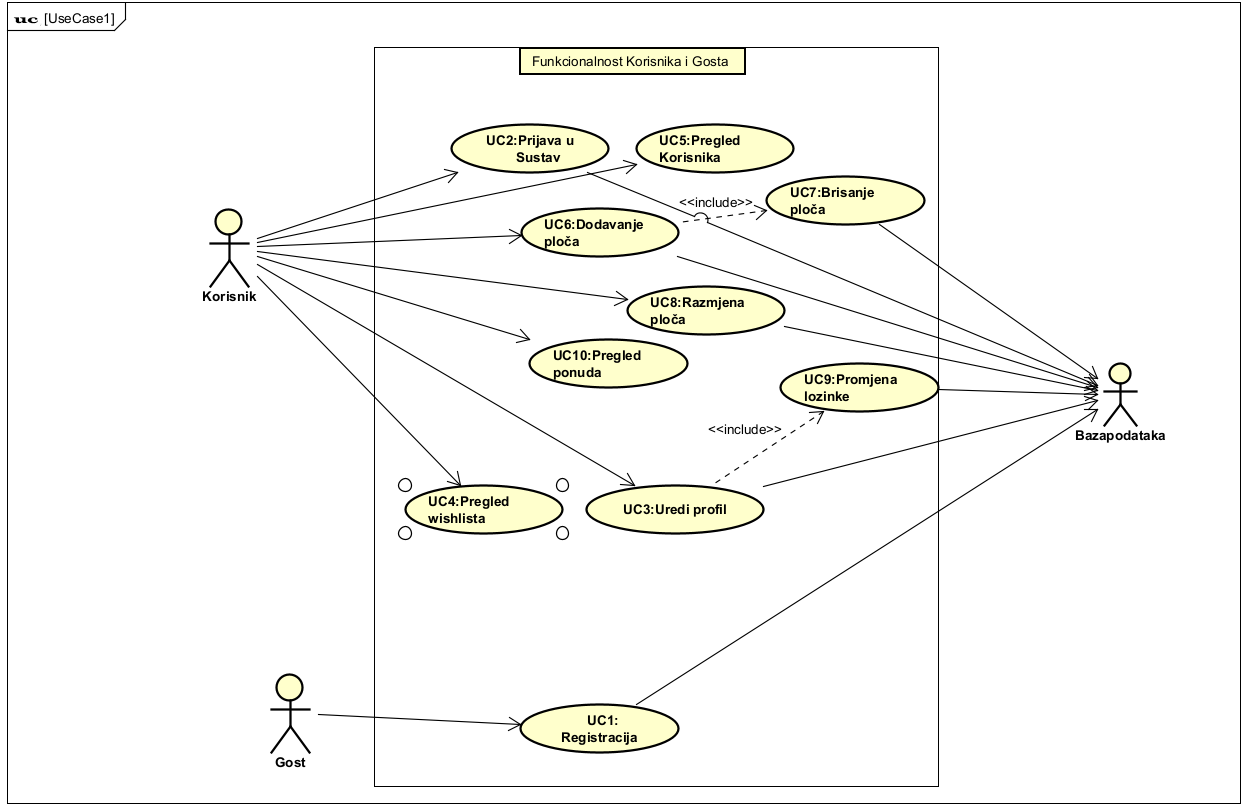 uc [UseCase1]
Funkcionalnost Korisnika i Gosta
UC2:Prijava u
Sustav
UC5:Pregled
Korisnika
<<include>>
UC7:Brisanje
ploča
UC6:Dodavanje
ploča
Korisnik
UC8:Razmjena
ploča
UC10:Pregled
ponuda
UC9:Promjena
lozinke
Bazapodataka
<<include>>
UC4:Pregled
wishlista
UC3:Uredi profil
UC1:
Registracija
Gost